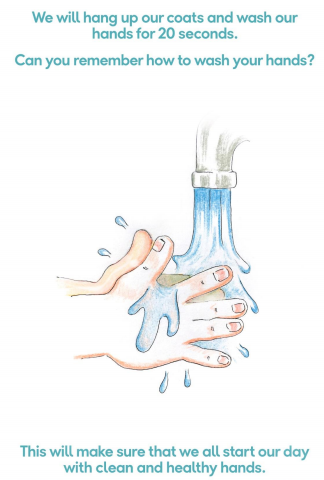 We will hang up our coats and wash our
hands for 20 seconds.
Can you remember how to wash your hands?
This will make sure that we all start our day
with clean and healthy hands.